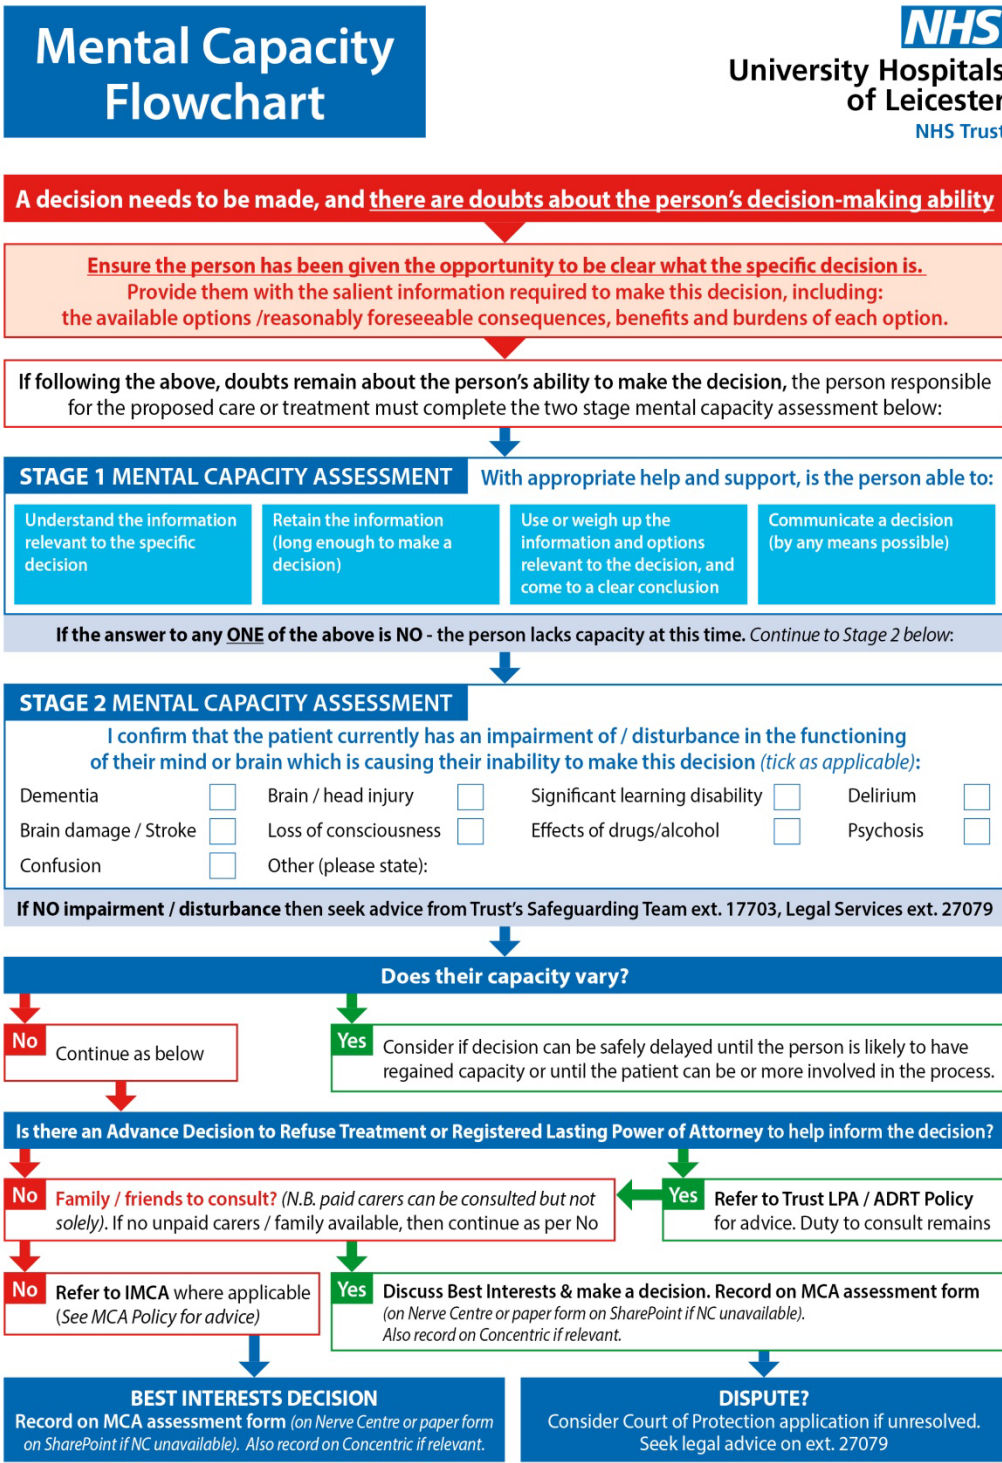 Mental Capacity
Flowchart
NHS
University Hospitals
of Leicester
NHS Trust
A decision needs to be made, and there are doubts about the person's decision-making ability
Ensure the person has been given the opportunity to be clear what the specific decision is.
Provide them with the salient information required to make this decision, including:
the available options /reasonably foreseeable consequences, benefits and burdens of each option.
If following the above, doubts remain about the person's ability to make the decision, the person responsible
for the proposed care or treatment must complete the two stage mental capacity assessment below:
STAGE 1 MENTAL CAPACITY ASSESSMENT With appropriate help and support, is the person able to:
Understand the information
relevant to the specific
decision
Retain the information
(long enough to make a
decision)
Use or weigh up the
information and options
relevant to the decision, and
come to a clear conclusion
Communicate a decision
(by any means possible)
If the answer to any ONE of the above is NO - the person lacks capacity at this time. Continue to Stage 2 below:
STAGE 2 MENTAL CAPACITY ASSESSMENT
I confirm that the patient currently has an impairment of / disturbance in the functioning
of their mind or brain which is causing their inability to make this decision (tick as applicable):
Dementia Brain / head injury Significant learning disability Delirium
Brain damage / Stroke Loss of consciousness Effects of drugs/alcohol Psychosis
Confusion Other (please state):
If NO impairment / disturbance then seek advice from Trust's Safeguarding Team ext. 17703, Legal Services ext. 27079
Does their capacity vary?
No
Continue as below
Yes
Consider if decision can be safely delayed until the person is likely to have
regained capacity or until the patient can be or more involved in the process.
Is there an Advance Decision to Refuse Treatment or Registered Lasting Power of Attorney to help inform the decision?
No
Family / friends to consult? (N.B. paid carers can be consulted but not
solely). If no unpaid carers / family available, then continue as per No
Yes
Refer to Trust LPA / ADRT Policy
for advice. Duty to consult remains
No
Refer to IMCA where applicable
(See MCA Policy for advice)
Yes
Discuss Best Interests & make a decision. Record on MCA assessment form
(on Nerve Centre or paper form on SharePoint if NC unavailable).
Also record on Concentric if relevant.
BEST INTERESTS DECISION
Record on MCA assessment form (on Nerve Centre or paper form
on SharePoint if NC unavailable). Also record on Concentric if relevant.
DISPUTE?
Consider Court of Protection application if unresolved.
Seek legal advice on ext. 27079